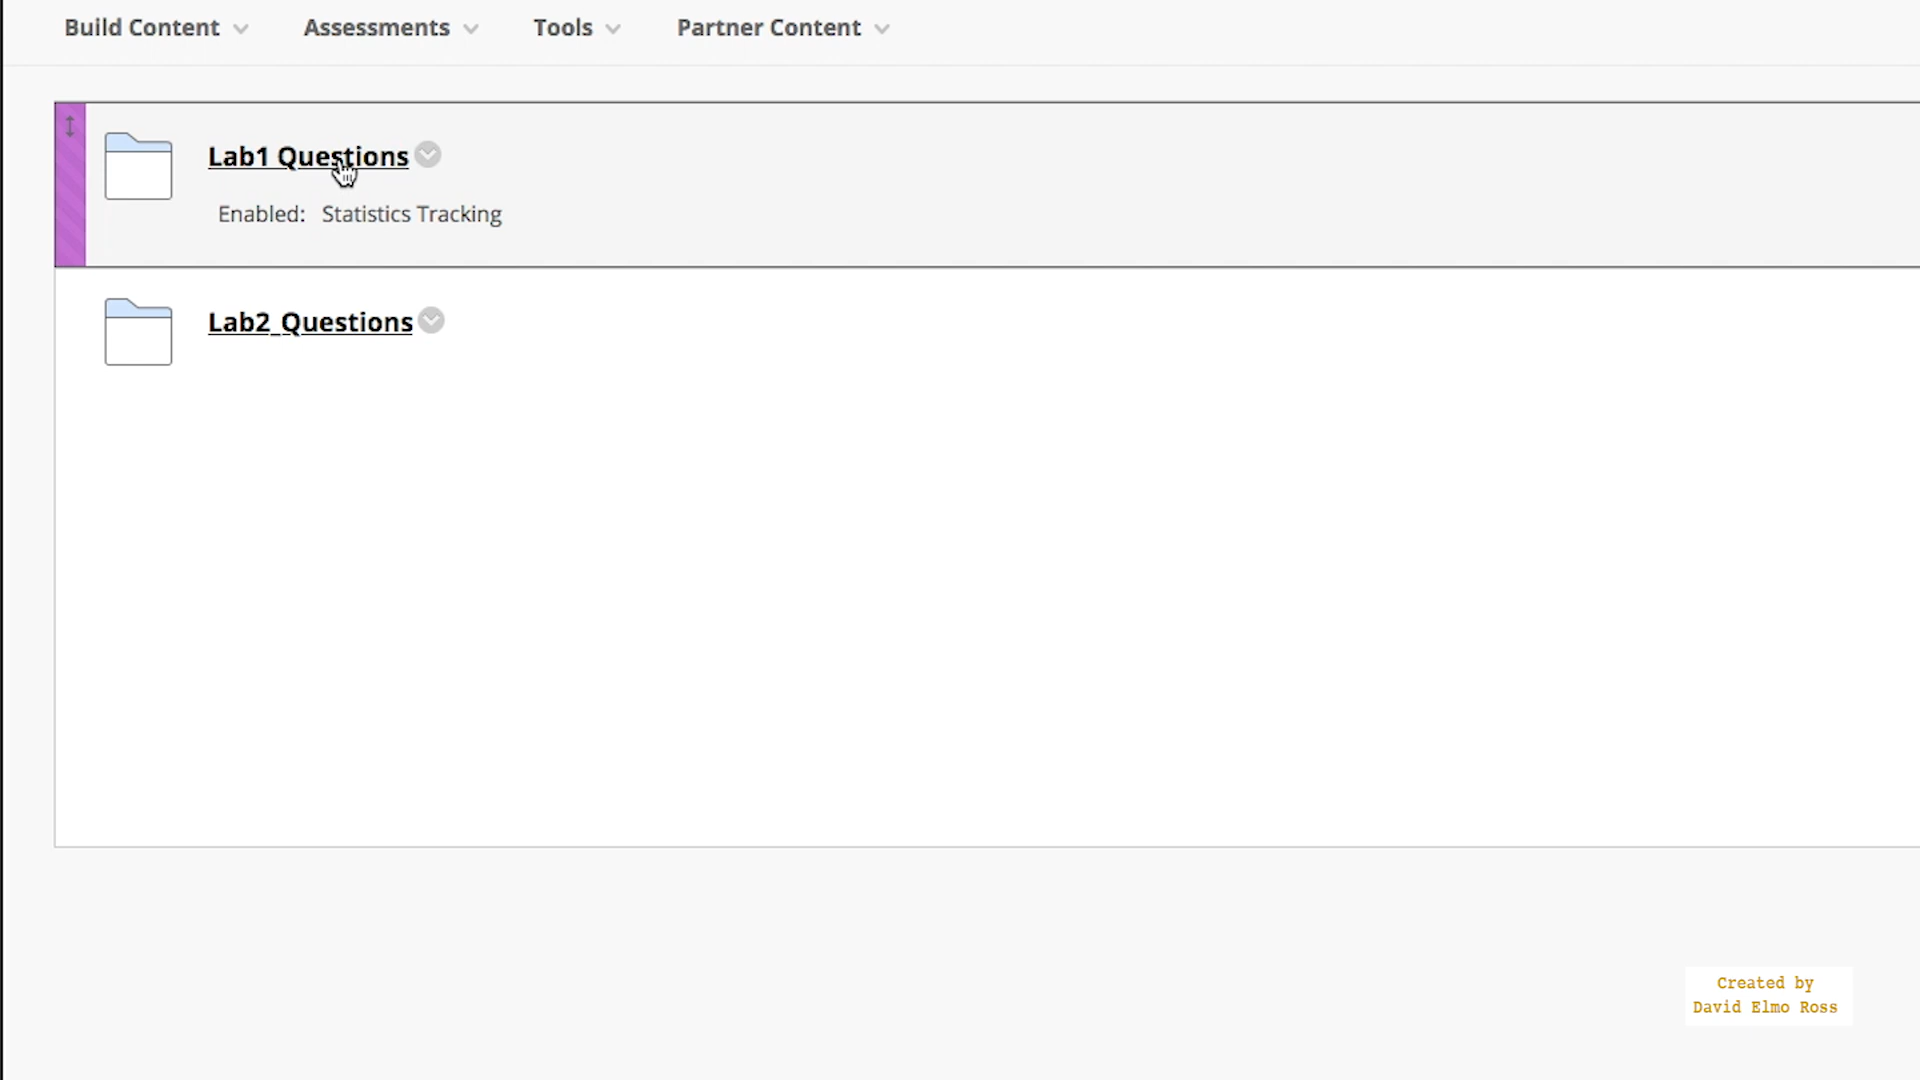 Build Content Assessments Tools Partner Content
Lab1 Questions
Enabled: Statistics Tracking
Lab2_Questions
Created by
David Elmo Ross